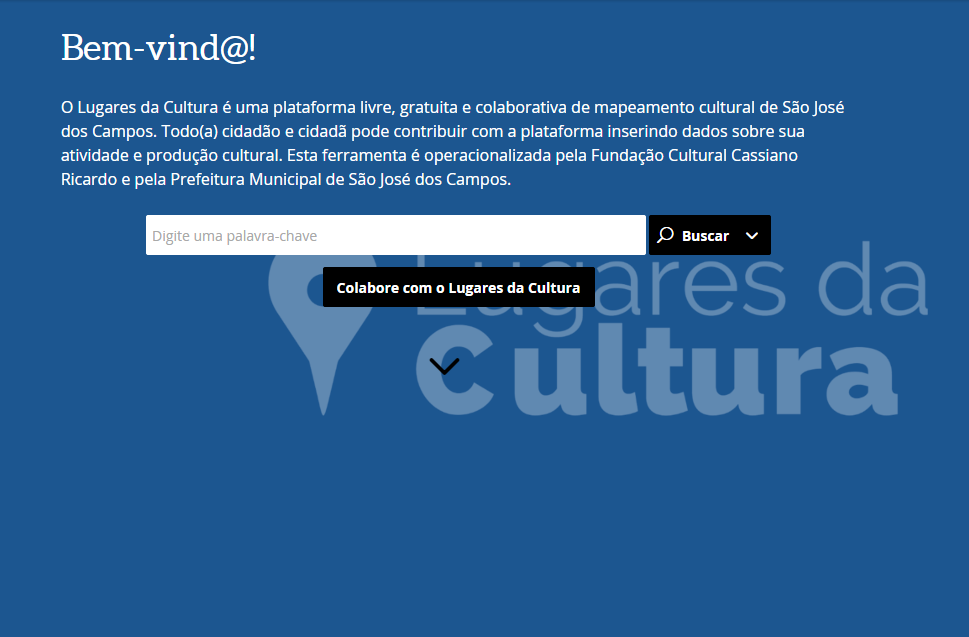 Bem-vind@!
O Lugares da Cultura é uma plataforma livre, gratuita e colaborativa de mapeamento cultural de São José
dos Campos. Todo(a) cidadão e cidadã pode contribuir com a plataforma inserindo dados sobre sua
atividade e produção cultural. Esta ferramenta é operacionalizada pela Fundação Cultural Cassiano
Ricardo e pela Prefeitura Municipal de São José dos Campos.
Digite uma palavra-chave
Buscar
Colabore com o Lugares da Cultura
Lugares da
Cultura